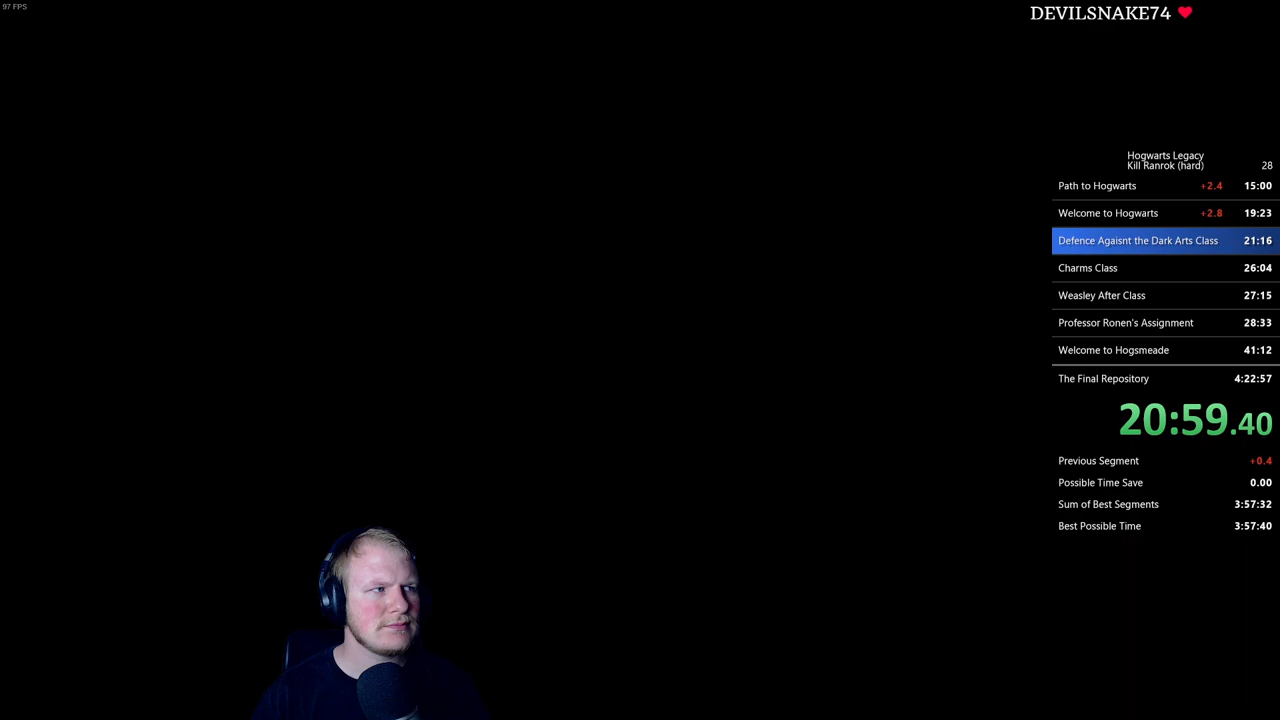 97 FPS
DEVILSNAKE74
Hogwarts Legacy
Kill Ranrok (hard) 28
Path to Hogwarts +2.4 15:00
Welcome to Hogwarts +2.8 19:23
Defence Agaisnt the Dark Arts Class 21:16
Charms Class 26:04
Weasley After Class 27:15
Professor Ronen's Assignment 28:33
Welcome to Hogsmeade 41:12
The Final Repository 4:22:57
20:59.40
Previous Segment +0.4
Possible Time Save 0.00
Sum of Best Segments 3:57:32
Best Possible Time 3:57:40